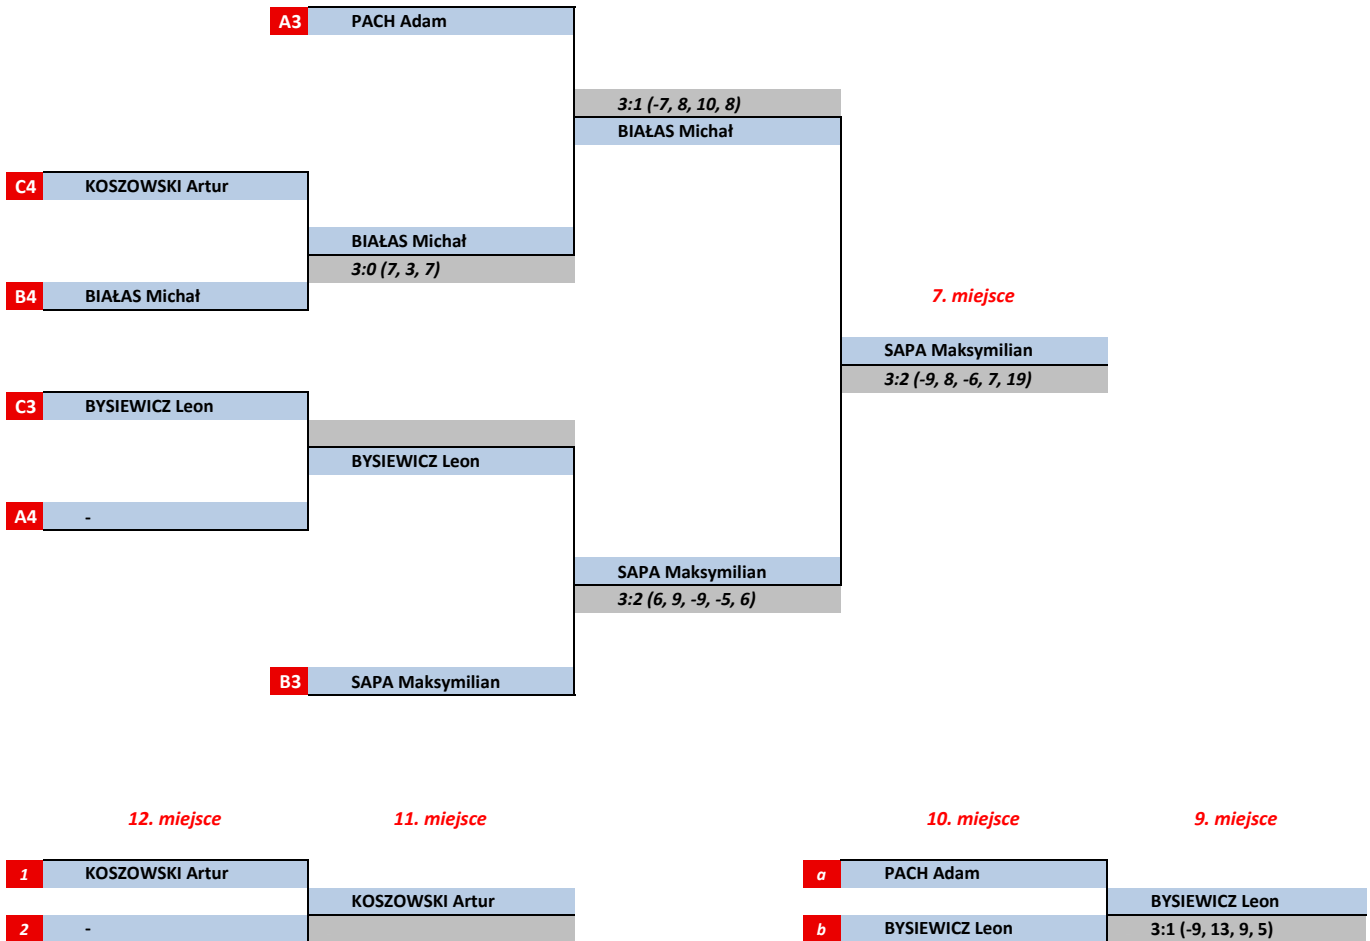 A3 PACH Adam
3:1 (-7, 8, 10, 8)
BIAŁAS Michał
C4 KOSZOWSKI Artur
BIAŁAS Michał
3:0 (7, 3, 7)
B4 BIAŁAS Michał
7. miejsce
SAPA Maksymilian
3:2 (-9, 8, -6, 7, 19)
C3 BYSIEWICZ Leon
BYSIEWICZ Leon
A4 -
SAPA Maksymilian
3:2 (6, 9, -9, -5, 6)
B3 SAPA Maksymilian
12. miejsce 11. miejsce 10. miejsce 9. miejsce
1 KOSZOWSKI Artur a PACH Adam
KOSZOWSKI Artur BYSIEWICZ Leon
2 - b BYSIEWICZ Leon 3:1 (-9, 13, 9, 5)